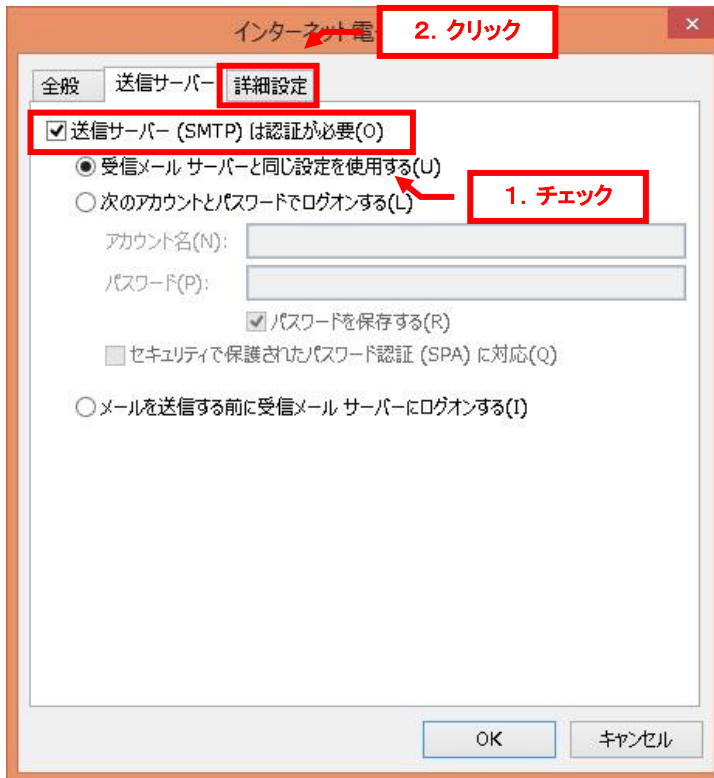 インターネット電
2. クリック
×
全般
送信サーバー
詳細設定
送信サーバー (SMTP) は認証が必要(O)
受信メール サーバーと同じ設定を使用する(U)
1. チェック
次のアカウントとパスワードでログオンする(L)
アカウント名(N):
パスワード(P):
パスワードを保存する(R)
セキュリティで保護されたパスワード認証 (SPA) に対応(Q)
メールを送信する前に受信メール サーバーにログオンする(I)
OK
キャンセル